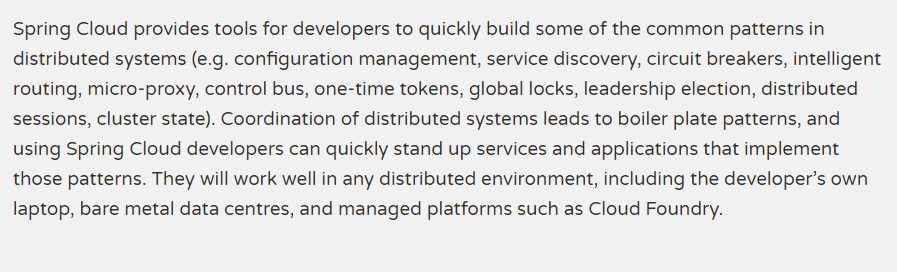 Spring Cloud provides tools for developers to quickly build some of the common patterns in
distributed systems (e.g. configuration management, service discovery, circuit breakers, intelligent
routing, micro-proxy, control bus, one-time tokens, global locks, leadership election, distributed
sessions, cluster state). Coordination of distributed systems leads to boiler plate patterns, and
using Spring Cloud developers can quickly stand up services and applications that implement
those patterns. They will work well in any distributed environment, including the developer’s own
laptop, bare metal data centres, and managed platforms such as Cloud Foundry.